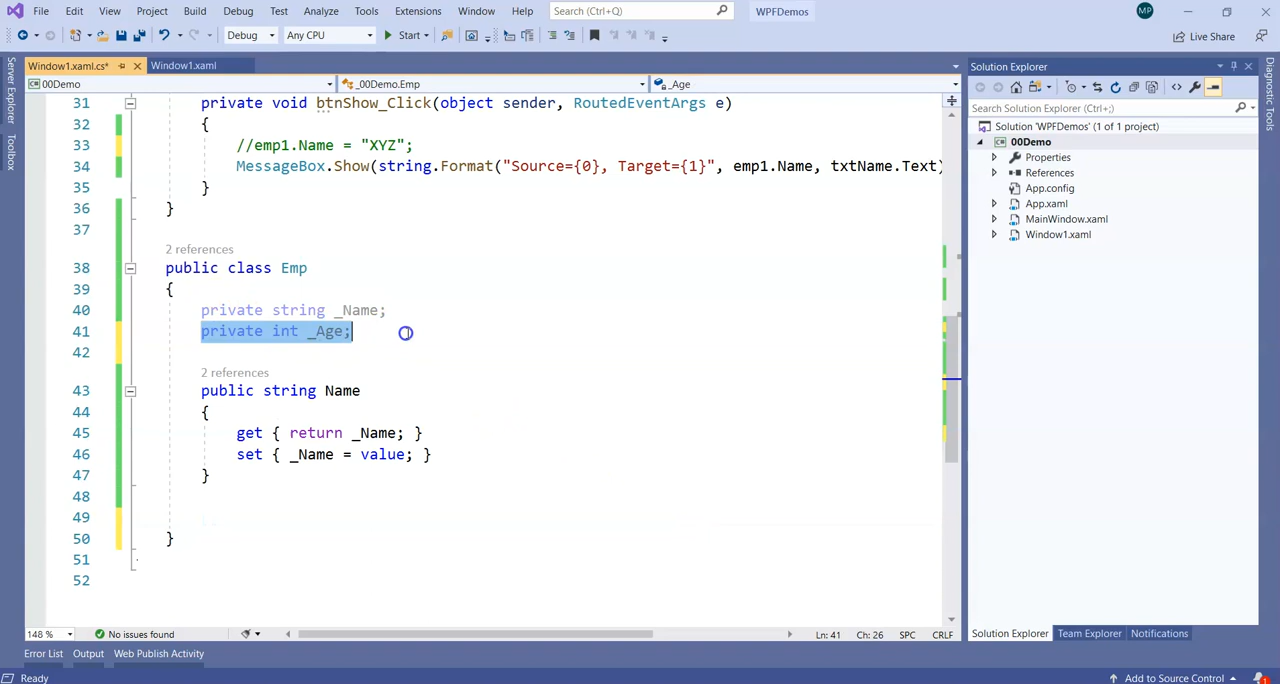 File Edit View Project Build Debug Test Analyze Tools Extensions Window Help Search (Ctrl+Q) WPFDemos MP
Debug Any CPU Start Live Share
Server Explorer
Toolbox
Window1.xaml.cs* Window1.xaml
00Demo _00Demo.Emp _Age
31 private void btnShow_Click(object sender, RoutedEventArgs e)
32 {
33 //emp1.Name = "XYZ";
34 MessageBox.Show(string.Format("Source={0}, Target={1}", emp1.Name, txtName.Text)
35 }
36 }
37
2 references
38 public class Emp
39 {
40 private string _Name;
41 private int _Age;
42
2 references
43 public string Name
44 {
45 get { return _Name; }
46 set { _Name = value; }
47 }
48
49
50 }
51
52
148 % No issues found Ln: 41 Ch: 26 SPC CRLF
Error List Output Web Publish Activity
Ready Add to Source Control 1
Solution Explorer
Search Solution Explorer (Ctrl+;)
Solution 'WPFDemos' (1 of 1 project)
00Demo
Properties
References
App.config
App.xaml
MainWindow.xaml
Window1.xaml
Solution Explorer Team Explorer Notifications
Diagnostic Tools